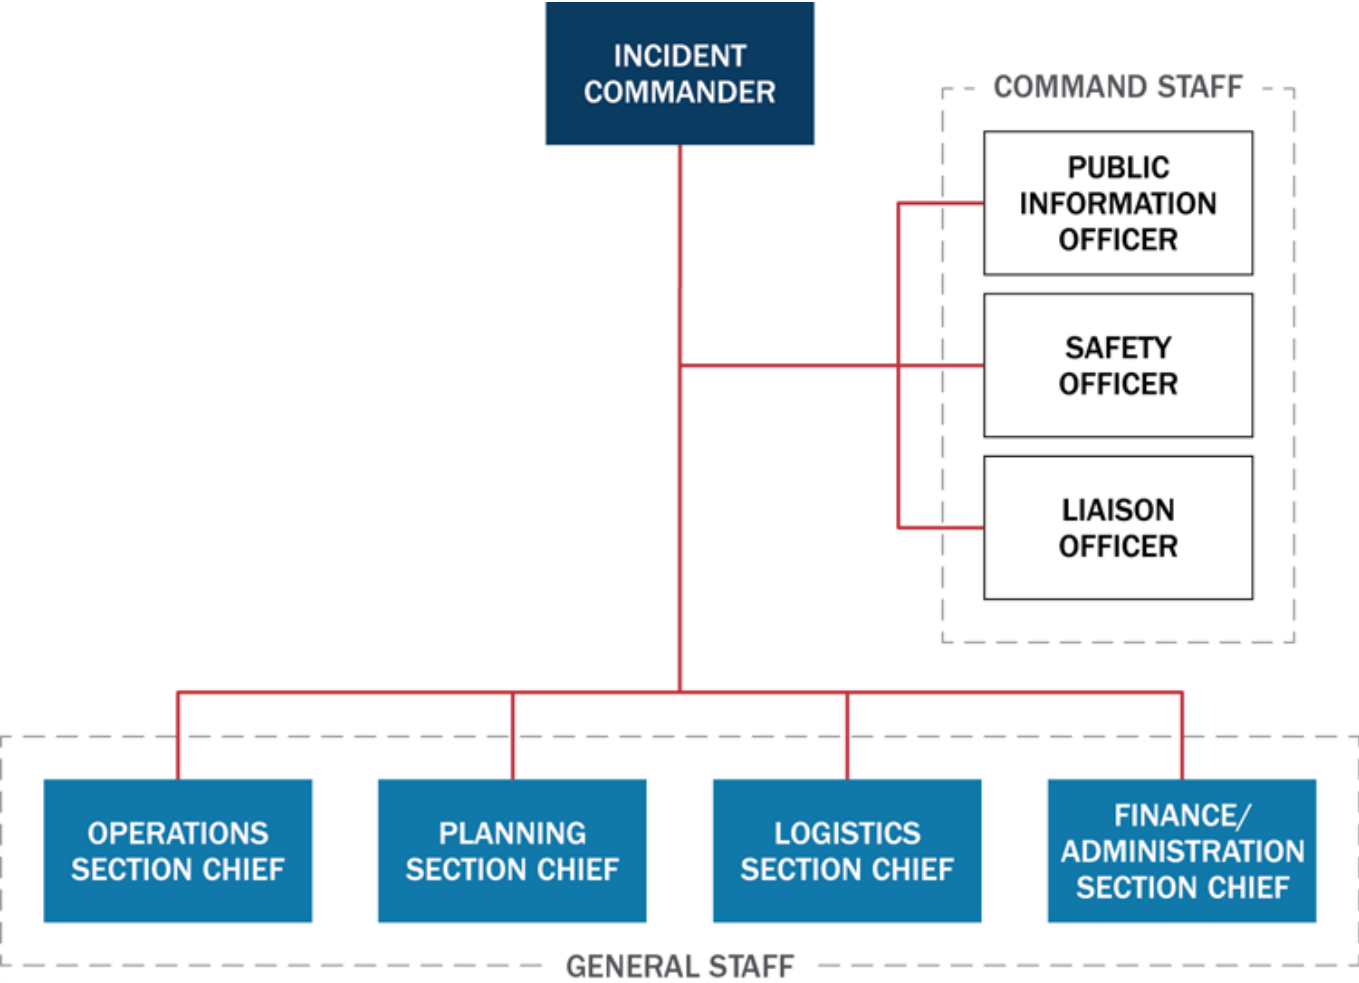 INCIDENT
COMMANDER
COMMAND STAFF
PUBLIC
INFORMATION
OFFICER
SAFETY
OFFICER
LIAISON
OFFICER
OPERATIONS
SECTION CHIEF
PLANNING
SECTION CHIEF
LOGISTICS
SECTION CHIEF
FINANCE/
ADMINISTRATION
SECTION CHIEF
GENERAL STAFF